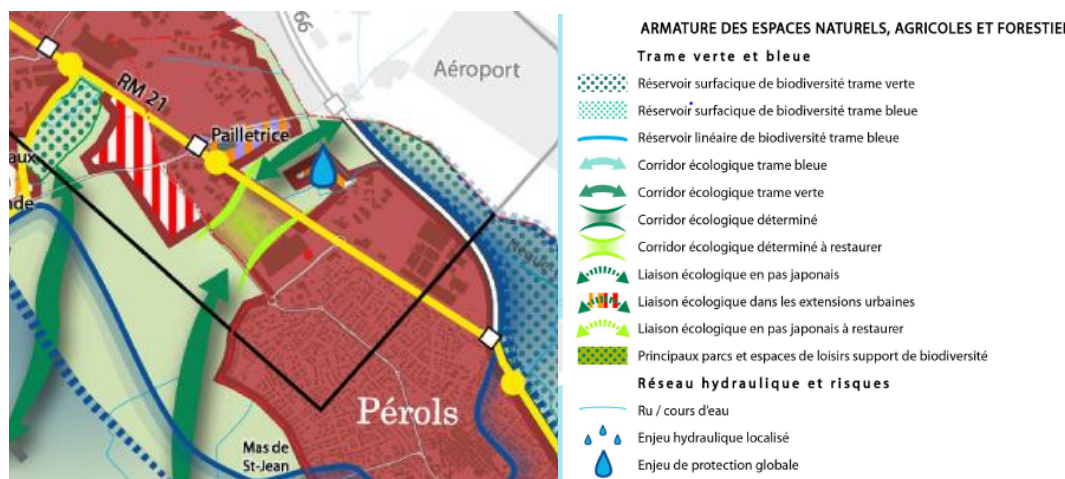 66
Aéroport
RM 21
Pailletrice
aux
nde
Pérols
Mas de
St-Jean
ARMATURE DES ESPACES NATURELS, AGRICOLES ET FORESTIE
Trame verte et bleue
Réservoir surfacique de biodiversité trame verte
Réservoir surfacique de biodiversité trame bleue
Réservoir linéaire de biodiversité trame bleue
Corridor écologique trame bleue
Corridor écologique trame verte
Corridor écologique déterminé
Corridor écologique déterminé à restaurer
Liaison écologique en pas japonais
Liaison écologique dans les extensions urbaines
Liaison écologique en pas japonais à restaurer
Principaux parcs et espaces de loisirs support de biodiversité
Réseau hydraulique et risques
Ru / cours d'eau
Enjeu hydraulique localisé
Enjeu de protection globale